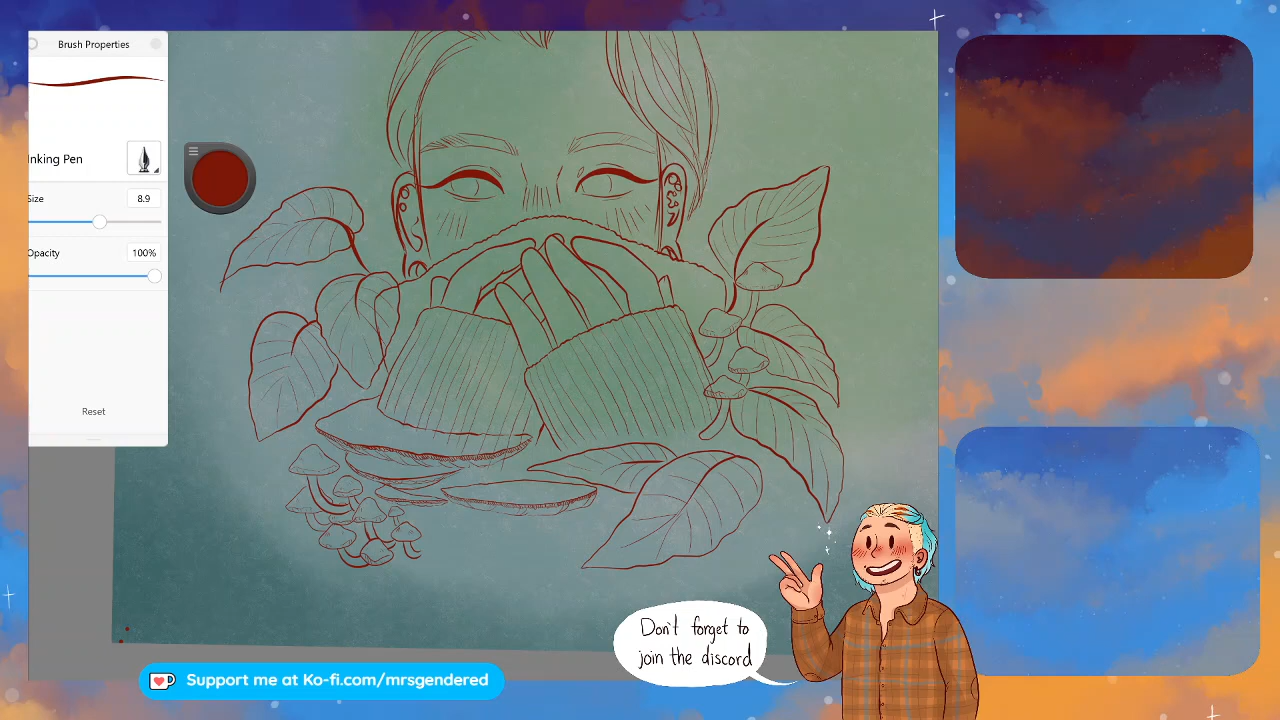 Brush Properties
nking Pen
Size
8.9
Opacity
100%
Reset
Don't forget to
join the discord
Support me at Ko-fi.com/mrsgendered